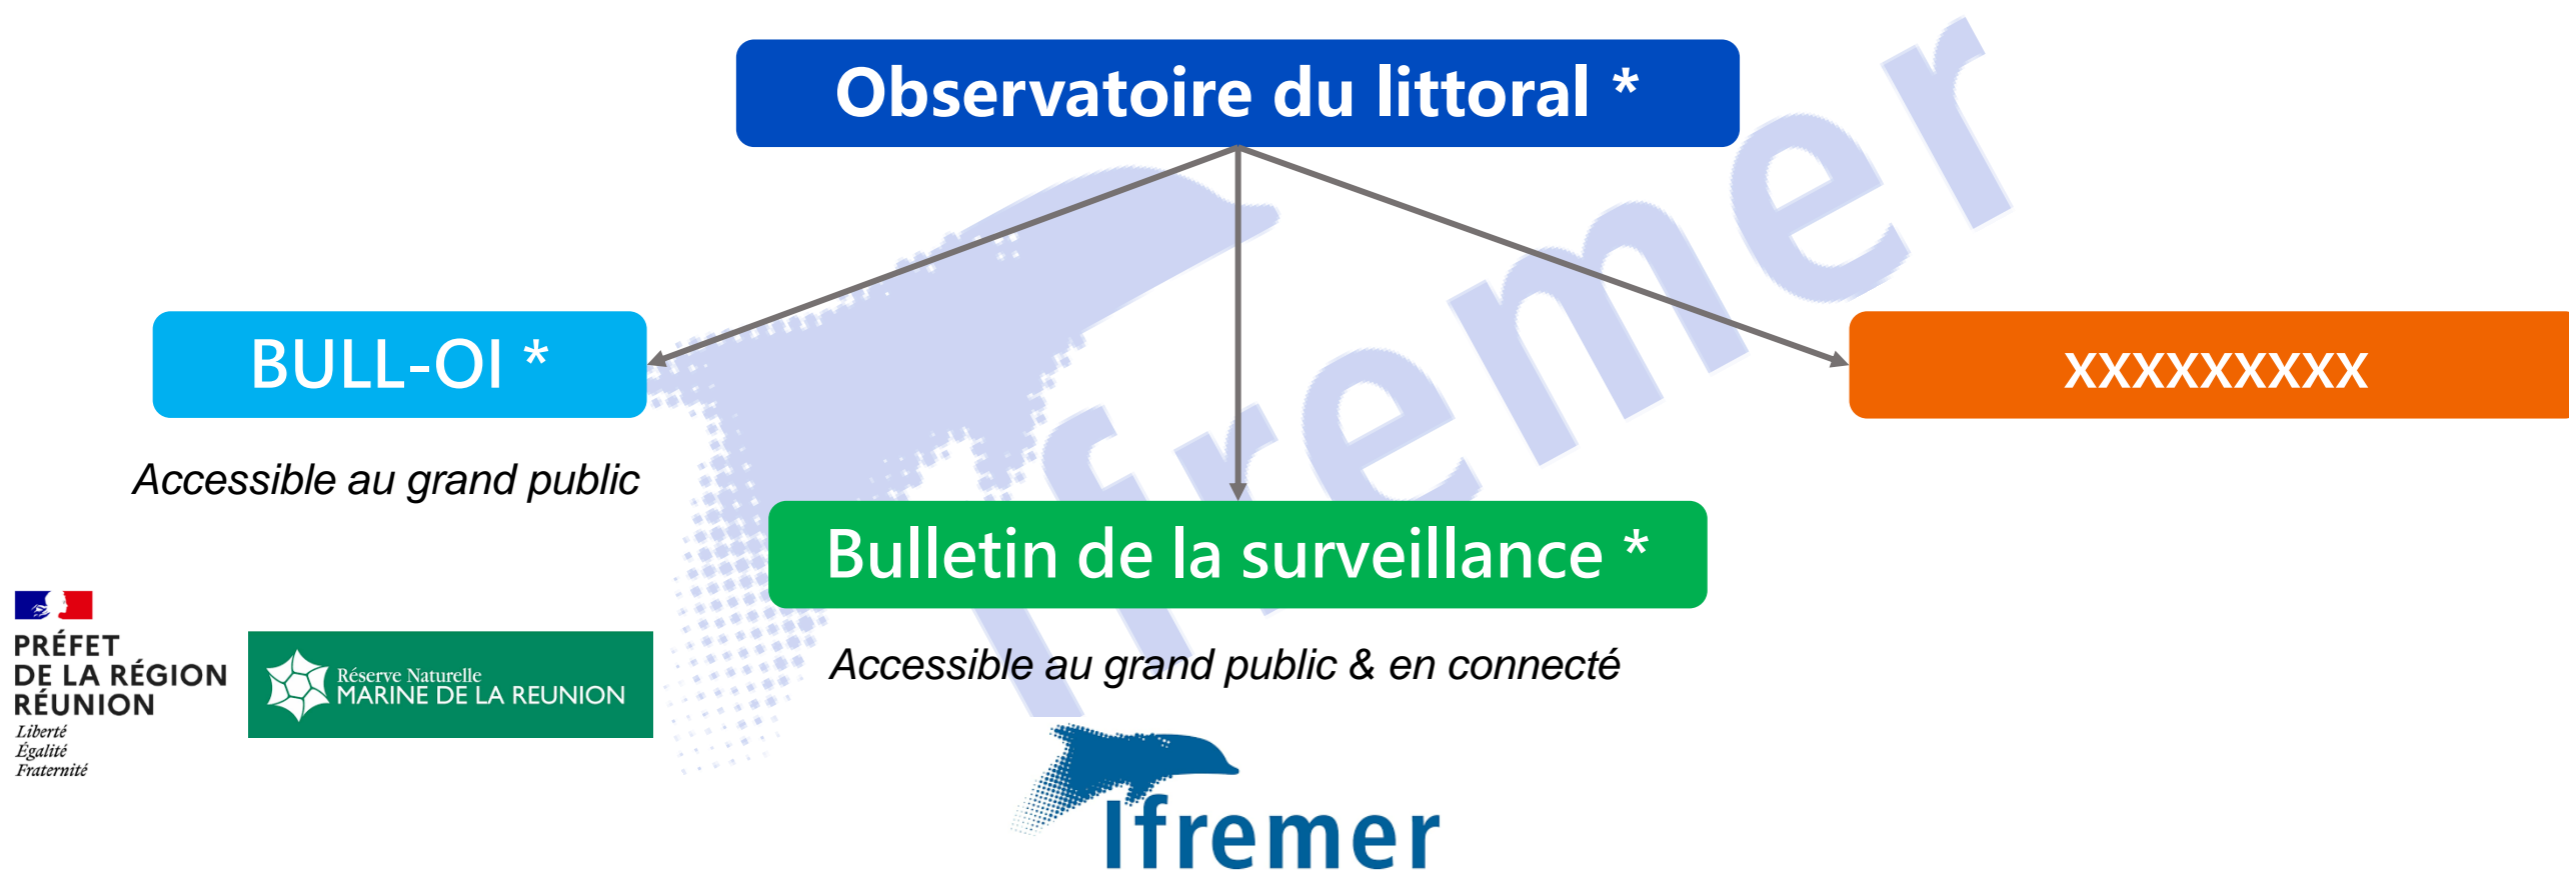 Observatoire du littoral *
BULL-OI *
xxxxxxxxx
Accessible au grand public
Bulletin de la surveillance *
Accessible au grand public & en connecté
PRÉFET
DE LA RÉGION
RÉUNION
Liberté
Égalité
Fraternité
Réserve Naturelle
MARINE DE LA REUNION
Ifremer
Ifremer